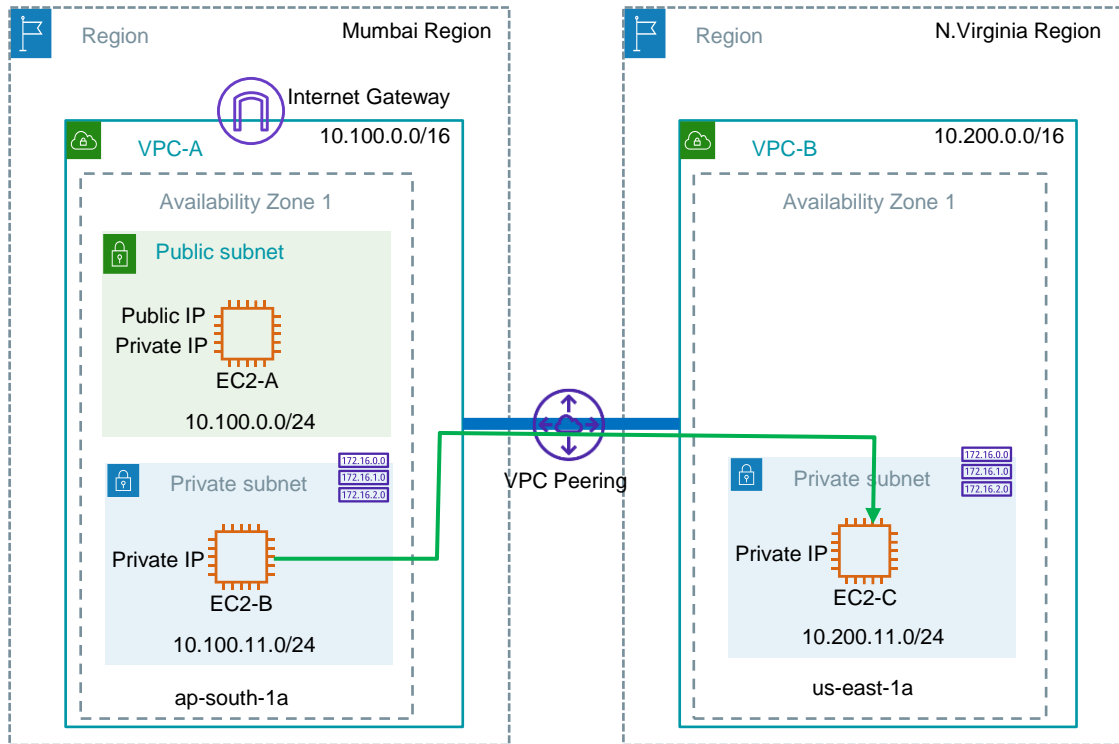 Region
Mumbai Region
Internet Gateway
10.100.0.0/16
VPC-A
Availability Zone 1
Public subnet
Public IP
Private IP
EC2-A
10.100.0.0/24
172.16.0.0
172.16.1.0
172.16.2.0
Private subnet
Private IP
EC2-B
10.100.11.0/24
ap-south-1a
VPC Peering
Region
N.Virginia Region
10.200.0.0/16
VPC-B
Availability Zone 1
172.16.0.0
172.16.1.0
172.16.2.0
Private subnet
Private IP
EC2-C
10.200.11.0/24
us-east-1a